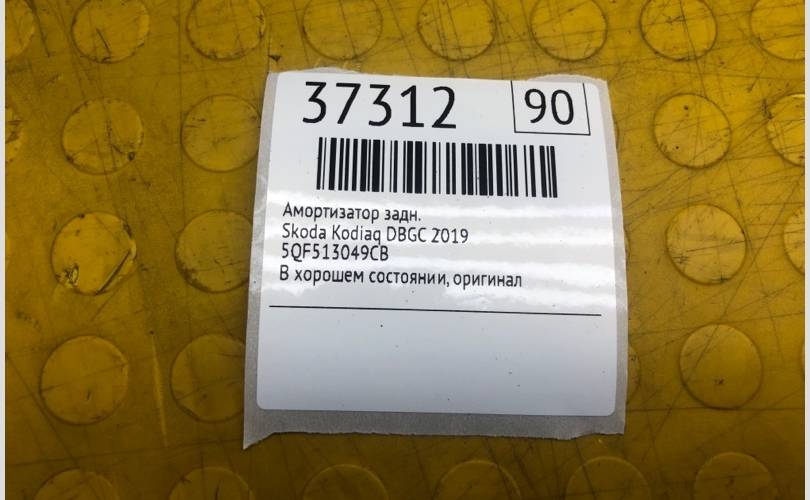 37312 90
Амортизатор задн.
Skoda Kodiaq DBGC 2019
5QF513049CB
В хорошем состоянии, оригинал